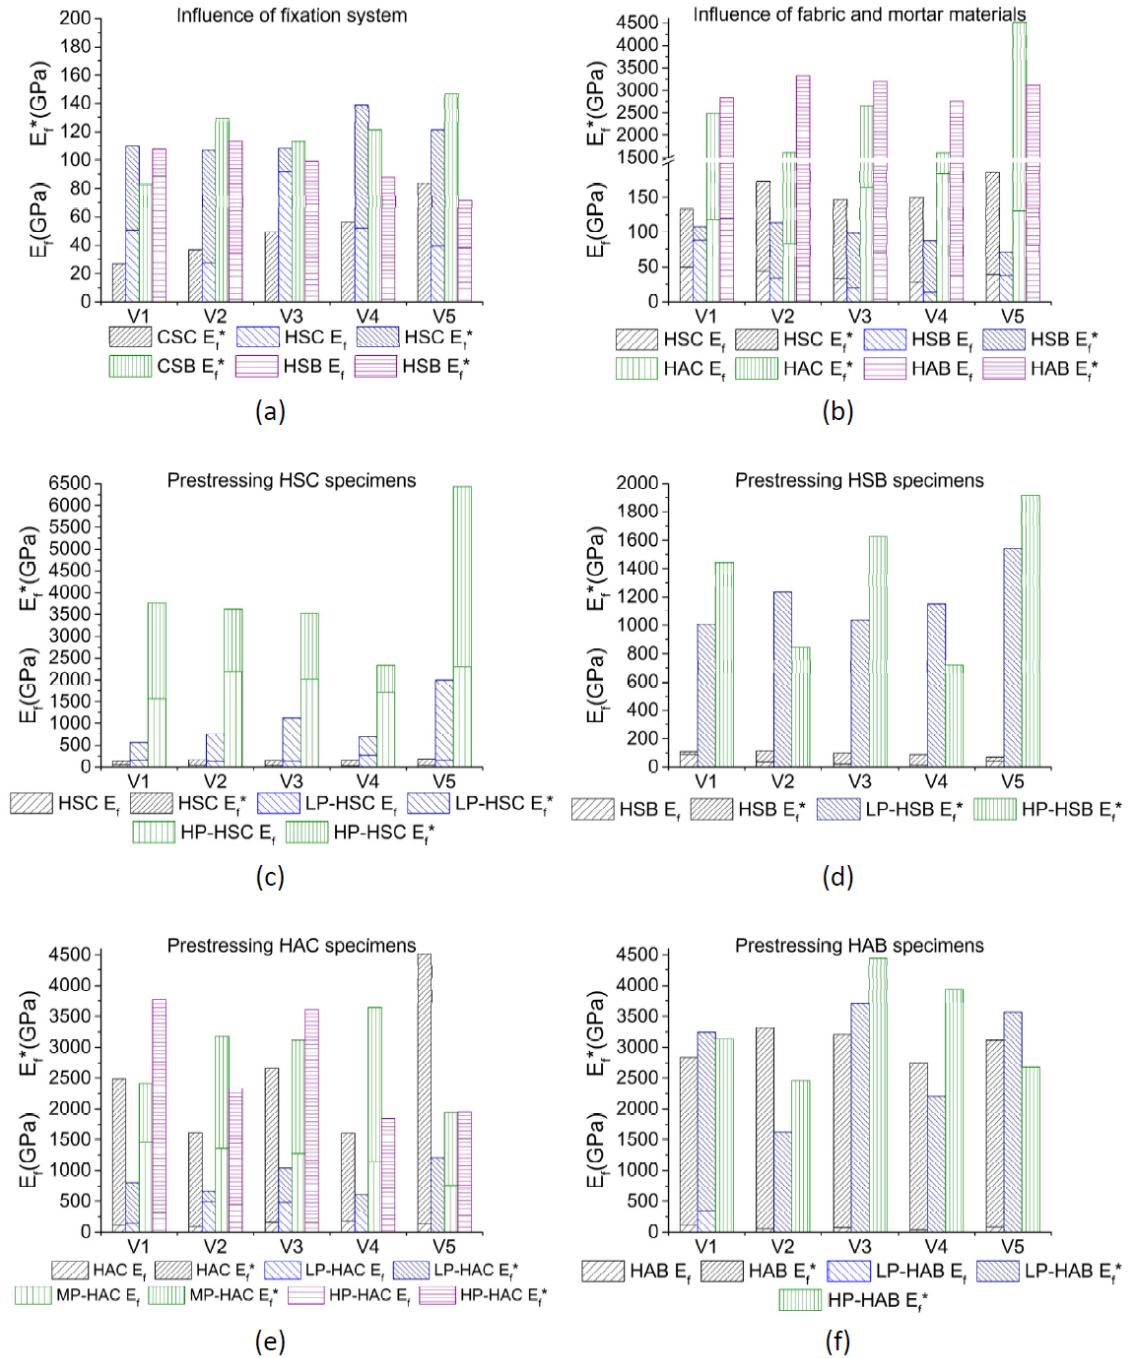 Influence of fixation system
200
180
160
140
120
100
80
60
40
20
0
E_f*(GPa)
E_f(GPa)
V1 V2 V3 V4 V5
CSC E_f* HSC E_f HSC E_f*
CSB E_f* HSB E_f HSB E_f*
(a)
Influence of fabric and mortar materials
4500
4000
3500
3000
2500
2000
1500
150
100
50
0
E_f*(GPa)
E_f(GPa)
V1 V2 V3 V4 V5
HSC E_f HSC E_f* HSB E_f HSB E_f*
HAC E_f HAC E_f* HAB E_f HAB E_f*
(b)
Prestressing HSC specimens
6500
6000
5500
5000
4500
4000
3500
3000
2500
2000
1500
1000
500
0
E_f*(GPa)
E_f(GPa)
V1 V2 V3 V4 V5
HSC E_f HSC E_f* LP-HSC E_f LP-HSC E_f*
HP-HSC E_f HP-HSC E_f*
(c)
Prestressing HSB specimens
2000
1800
1600
1400
1200
1000
800
600
400
200
0
E_f*(GPa)
E_f(GPa)
V1 V2 V3 V4 V5
HSB E_f HSB E_f* LP-HSB E_f* HP-HSB E_f*
(d)
Prestressing HAC specimens
4500
4000
3500
3000
2500
2000
1500
1000
500
0
E_f*(GPa)
E_f(GPa)
V1 V2 V3 V4 V5
HAC E_f HAC E_f* LP-HAC E_f LP-HAC E_f*
MP-HAC E_f MP-HAC E_f* HP-HAC E_f HP-HAC E_f*
(e)
Prestressing HAB specimens
4500
4000
3500
3000
2500
2000
1500
1000
500
0
E_f*(GPa)
E_f(GPa)
V1 V2 V3 V4 V5
HAB E_f HAB E_f* LP-HAB E_f LP-HAB E_f*
HP-HAB E_f*
(f)